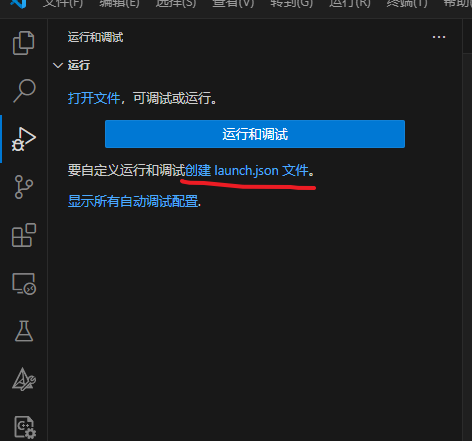 文件(F) 编辑(E) 选择(S) 查看(V) 转到(G) 运行(R) 终端(T) 帮助
运行和调试
运行
打开文件，可调试或运行。
运行和调试
要自定义运行和调试创建 launch.json 文件。
显示所有自动调试配置.